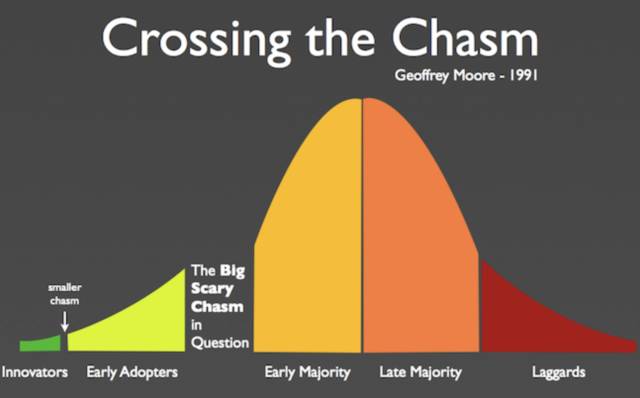 Crossing the Chasm
Geoffrey Moore - 1991
The Big
Scary
Chasm
in
Question
smaller
chasm
Innovators
Early Adopters
Early Majority
Late Majority
Laggards